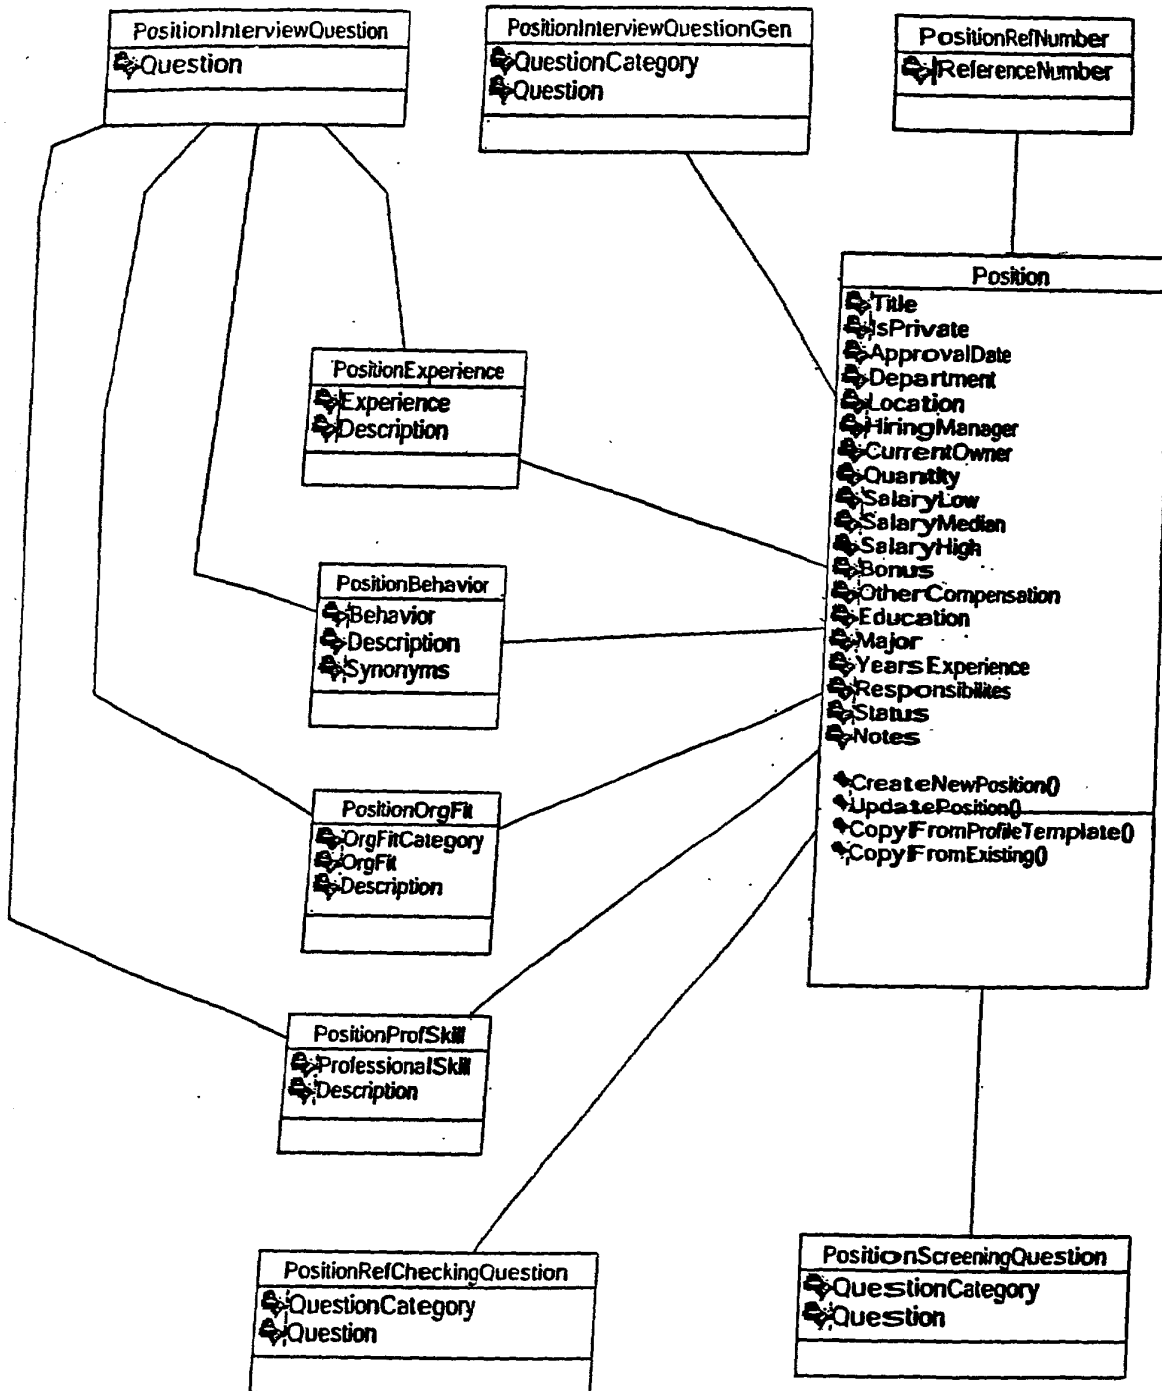 PositionInterviewQuestion
Question
PositionInterviewQuestionGen
QuestionCategory
Question
PositionRefNumber
ReferenceNumber
Position
Title
IsPrivate
ApprovalDate
Department
Location
HiringManager
CurrentOwner
Quantity
SalaryLow
SalaryMedian
SalaryHigh
Bonus
OtherCompensation
Education
Major
YearsExperience
Responsibilites
Status
Notes
CreateNewPosition()
UpdatePosition()
CopyFromProfileTemplate()
CopyFromExisting()
PositionExperience
Experience
Description
PositionBehavior
Behavior
Description
Synonyms
PositionOrgFit
OrgFitCategory
OrgFit
Description
PositionProfSkill
ProfessionalSkill
Description
PositionRefCheckingQuestion
QuestionCategory
Question
PositionScreeningQuestion
QuestionCategory
Question